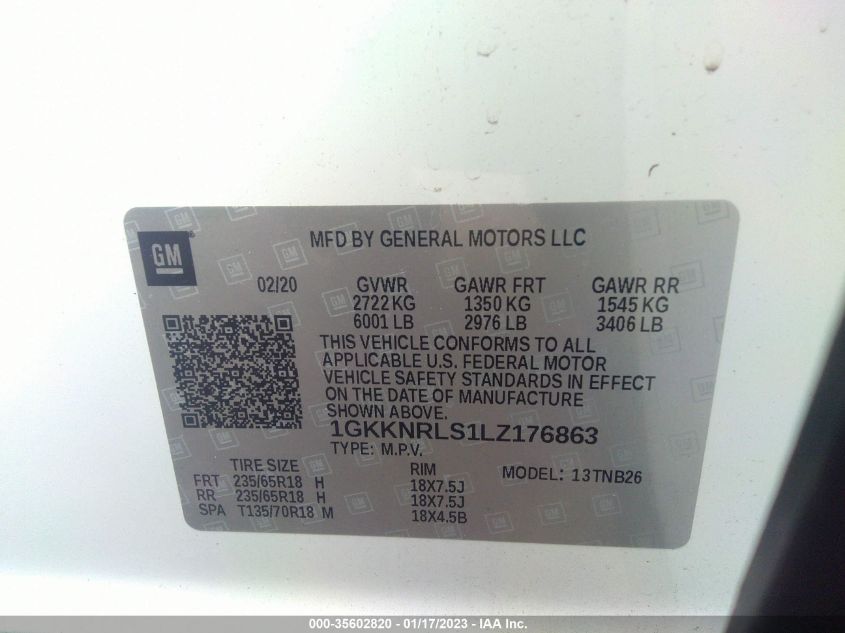 GM
MFD BY GENERAL MOTORS LLC
02/20 GVWR GAWR FRT GAWR RR
2722 KG 1350 KG 1545 KG
6001 LB 2976 LB 3406 LB
THIS VEHICLE CONFORMS TO ALL
APPLICABLE U.S. FEDERAL MOTOR
VEHICLE SAFETY STANDARDS IN EFFECT
ON THE DATE OF MANUFACTURE
SHOWN ABOVE.
1GKKNRLS1LZ176863
TYPE: M.P.V.
TIRE SIZE RIM MODEL: 13TNB26
FRT 235/65R18 H 18X7.5J
RR 235/65R18 H 18X7.5J
SPA T135/70R18 M 18X4.5B
000-35602820 - 01/17/2023 - IAA, Inc.